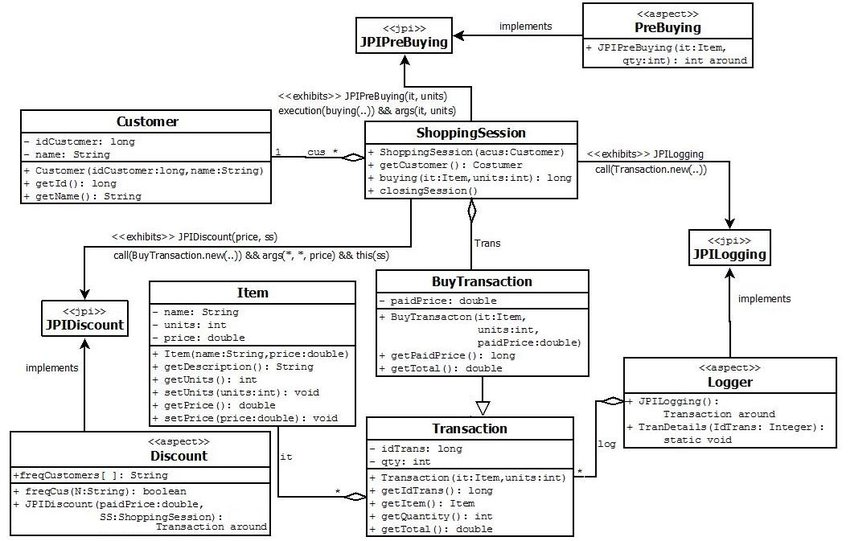 <<jpi>>
JPIPreBuying
implements
<<aspect>>
PreBuying
+ JPIPreBuying(it:Item,
qty:int): int around
<<exhibits>> JPIPreBuying(it, units)
execution(buying(..)) && args(it, units)
Customer
- idCustomer: long
- name: String
+ Customer(idCustomer:long,name:String)
+ getId(): long
+ getName(): String
1 cus *
ShoppingSession
+ ShoppingSession(acus:Customer)
+ getCustomer(): Costumer
+ buying(it:Item,units:int): long
+ closingSession()
<<exhibits>> JPILogging
call(Transaction.new(..))
<<exhibits>> JPIDiscount(price, ss)
call(BuyTransaction.new(..)) && args(*, *, price) && this(ss)
Trans
<<jpi>>
JPILogging
<<jpi>>
JPIDiscount
Item
- name: String
- units: int
- price: double
+ Item(name:String,price:double)
+ getDescription(): String
+ getUnits(): int
+ setUnits(units:int): void
+ getPrice(): double
+ setPrice(price:double): void
BuyTransaction
- paidPrice: double
+ BuyTransacton(it:Item,
units:int,
paidPrice:double)
+ getPaidPrice(): long
+ getTotal(): double
implements
implements
<<aspect>>
Logger
+ JPILogging():
Transaction around
+ TranDetails(IdTrans: Integer):
static void
<<aspect>>
Discount
+freqCustomers[ ]: String
+ freqCus(N:String): boolean
+ JPIDiscount(paidPrice:double,
SS:ShoppingSession):
Transaction around
it
*
Transaction
- idTrans: long
- qty: int
+ Transaction(it:Item,units:int)
+ getIdTrans(): long
+ getItem(): Item
+ getQuantity(): int
+ getTotal(): double
log
*